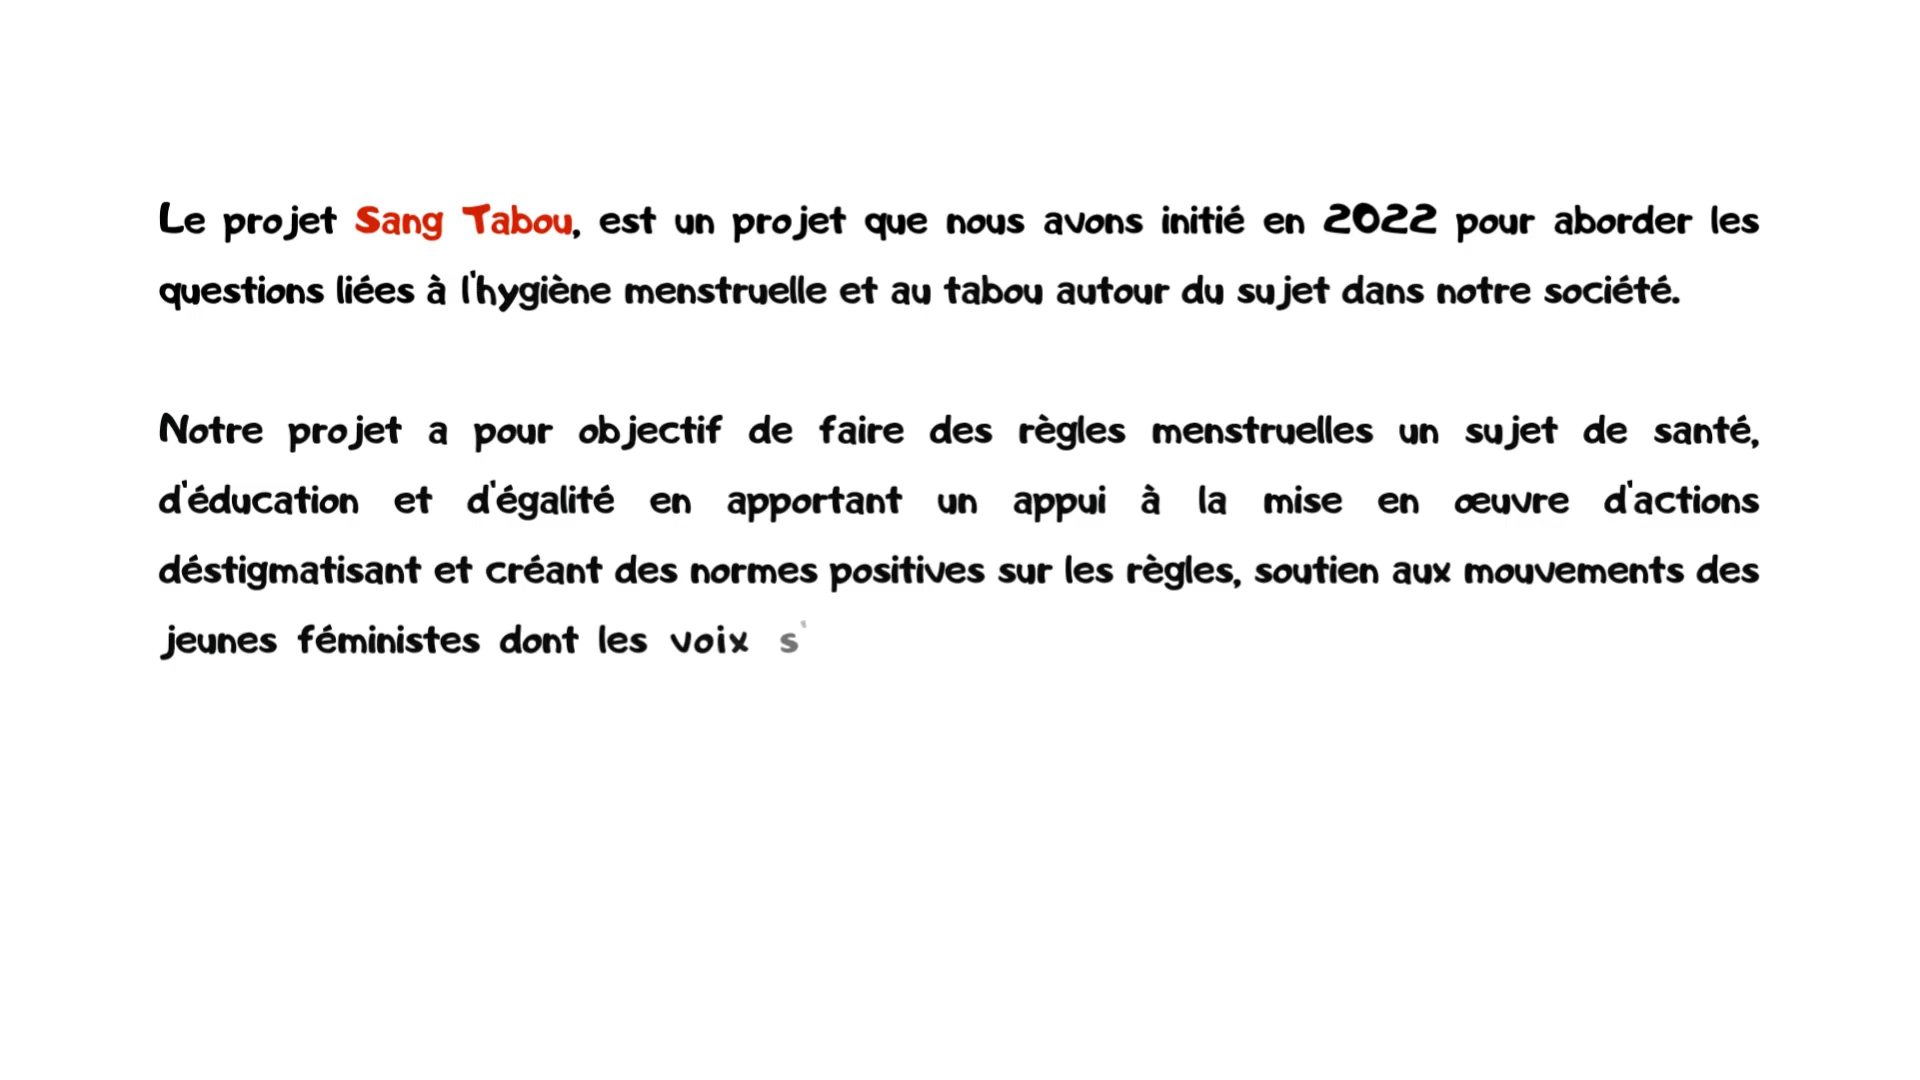 Le projet Sang Tabou, est un projet que nous avons initié en 2022 pour aborder les
questions liées à l'hygiène menstruelle et au tabou autour du sujet dans notre société.
Notre projet a pour objectif de faire des règles menstruelles un sujet de santé,
d'éducation et d'égalité en apportant un appui à la mise en œuvre d'actions
déstigmatisant et créant des normes positives sur les règles, soutien aux mouvements des
jeunes féministes dont les voix s'